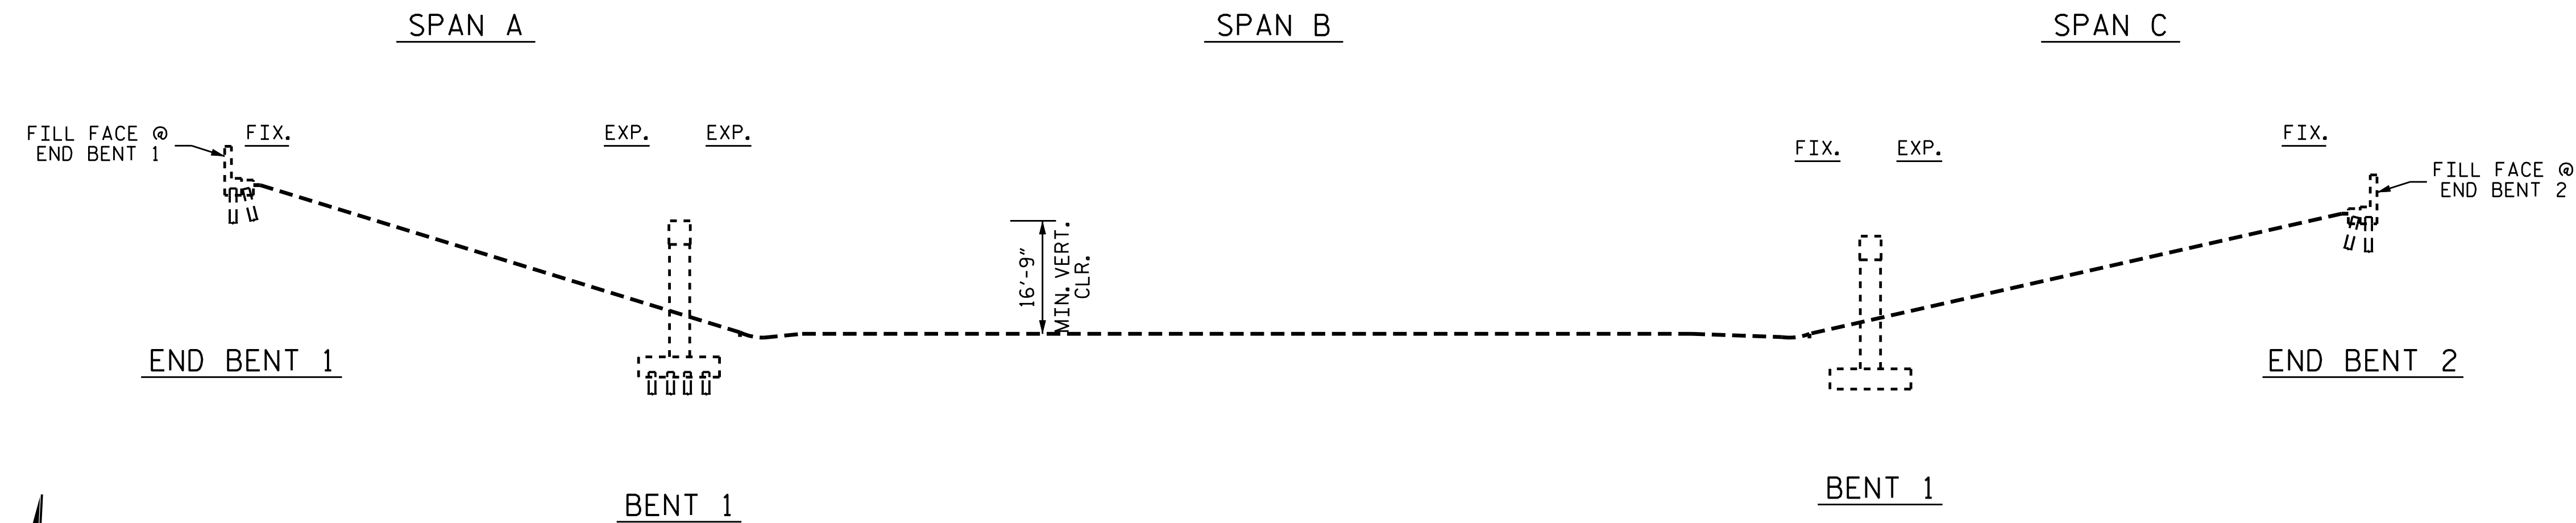 SPAN A
SPAN B
SPAN C
FILL FACE @
END BENT 1
FIX.
EXP.
EXP.
FIX.
EXP.
FIX.
FILL FACE @
END BENT 2
16'-9"
MIN. VERT.
CLR.
END BENT 1
END BENT 2
BENT 1
BENT 1